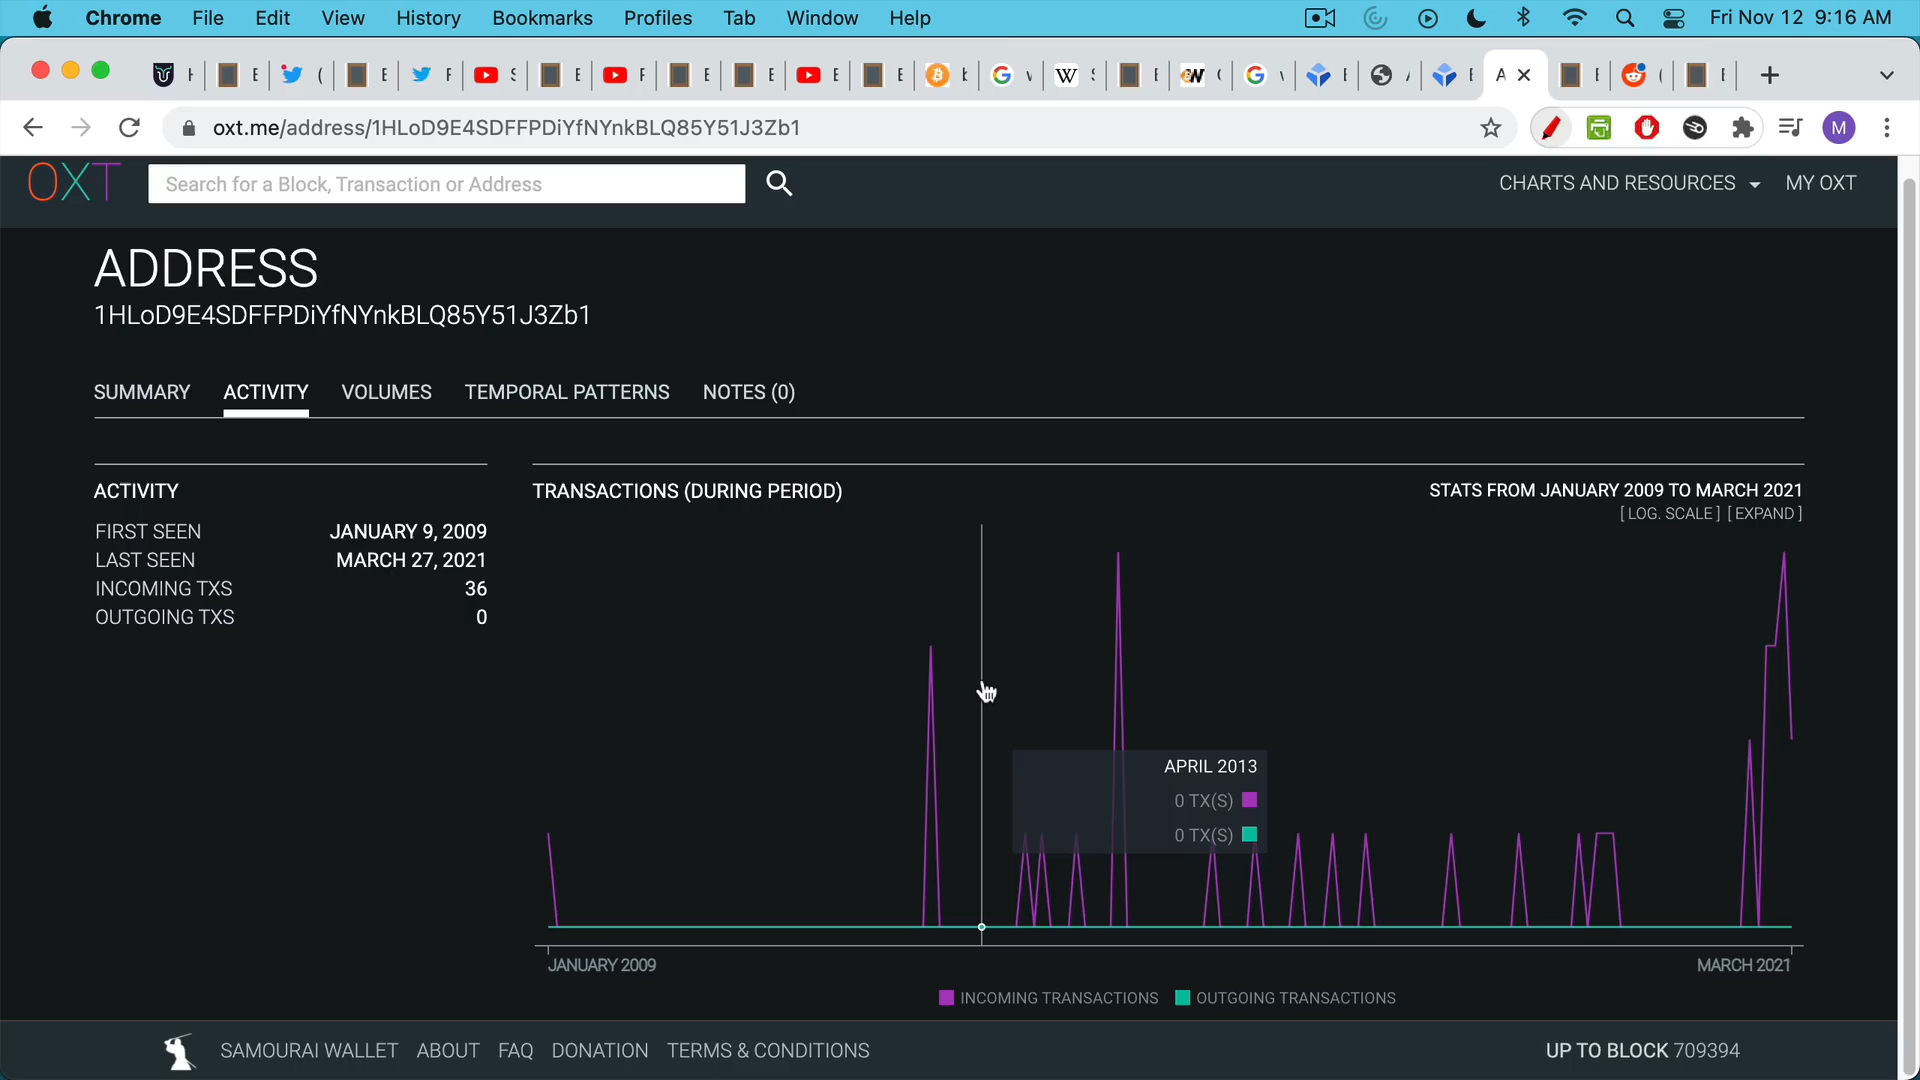 Chrome File Edit View History Bookmarks Profiles Tab Window Help Fri Nov 12 9:16 AM
oxt.me/address/1HLoD9E4SDFFPDiYfNYnkBLQ85Y51J3Zb1 M
OXT Search for a Block, Transaction or Address CHARTS AND RESOURCES MY OXT
ADDRESS
1HLoD9E4SDFFPDiYfNYnkBLQ85Y51J3Zb1
SUMMARY ACTIVITY VOLUMES TEMPORAL PATTERNS NOTES (0)
ACTIVITY
FIRST SEEN JANUARY 9, 2009
LAST SEEN MARCH 27, 2021
INCOMING TXS 36
OUTGOING TXS 0
TRANSACTIONS (DURING PERIOD) STATS FROM JANUARY 2009 TO MARCH 2021
[ LOG. SCALE ] [ EXPAND ]
APRIL 2013
0 TX(S)
0 TX(S)
JANUARY 2009 MARCH 2021
INCOMING TRANSACTIONS OUTGOING TRANSACTIONS
SAMOURAI WALLET ABOUT FAQ DONATION TERMS & CONDITIONS UP TO BLOCK 709394